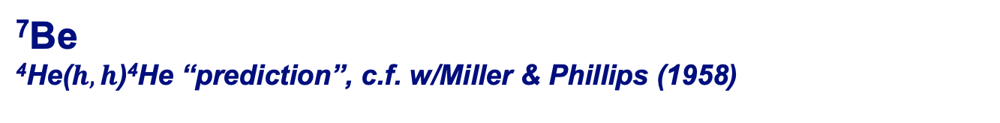 ⁷Be
⁴He(h, h)⁴He “prediction”, c.f. w/Miller & Phillips (1958)